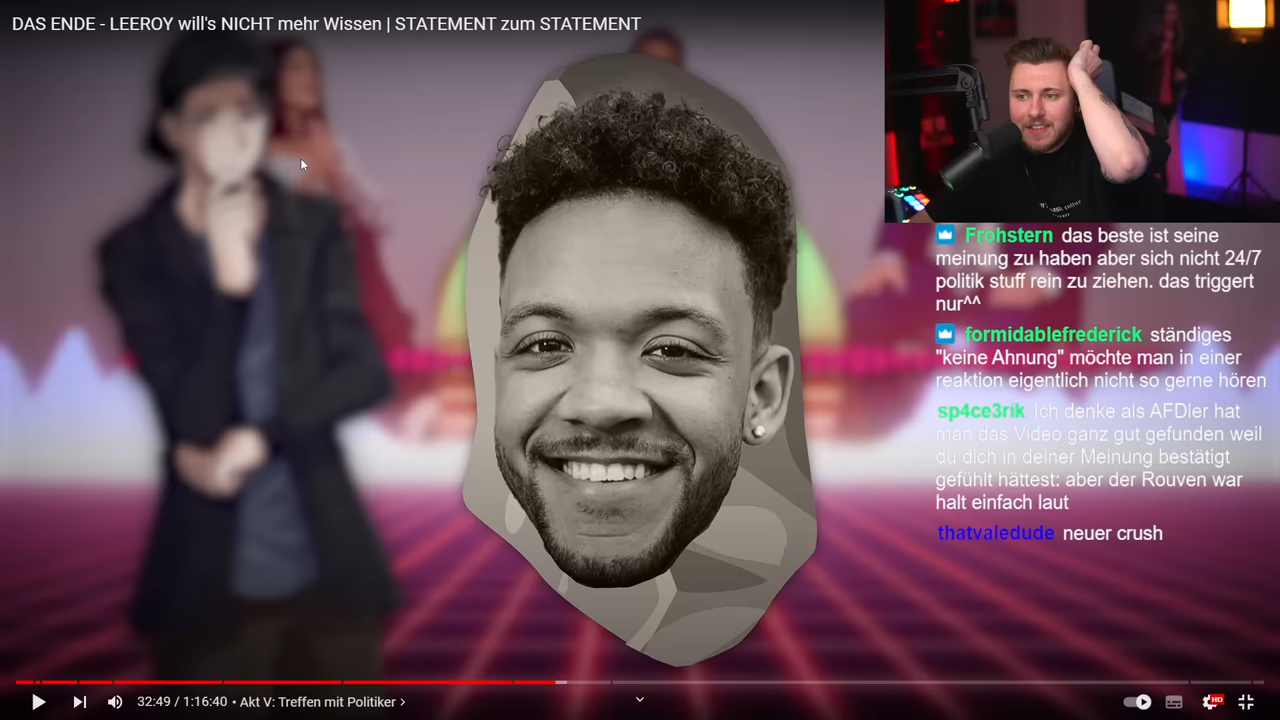 DAS ENDE - LEEROY will's NICHT mehr Wissen | STATEMENT zum STATEMENT
Frohstern das beste ist seine
meinung zu haben aber sich nicht 24/7
politik stuff rein zu ziehen. das triggert
nur^^
formidablefrederick ständiges
"keine Ahnung" möchte man in einer
reaktion eigentlich nicht so gerne hören
sp4ce3rik Ich denke als AFDler hat
man das Video ganz gut gefunden weil
du dich in deiner Meinung bestätigt
gefühlt hättest: aber der Rouven war
halt einfach laut
thatvaledude neuer crush
32:49 / 1:16:40 • Akt V: Treffen mit Politiker ›
HD